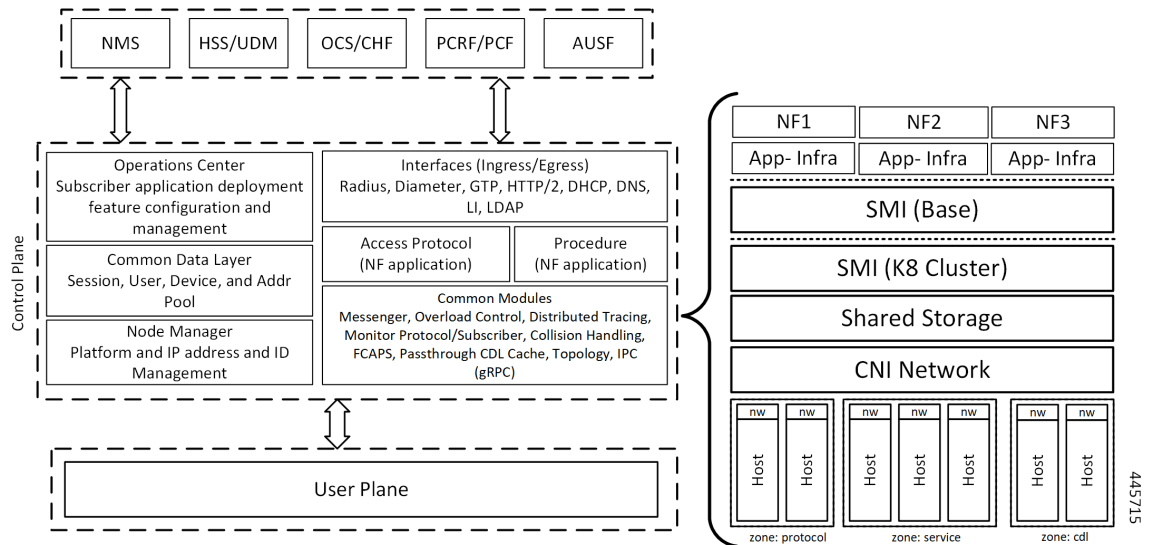 NMS
HSS/UDM
OCS/CHF
PCRF/PCF
AUSF
Control Plane
Operations Center
Subscriber application deployment
feature configuration and
management
Common Data Layer
Session, User, Device, and Addr
Pool
Node Manager
Platform and IP address and ID
Management
Interfaces (Ingress/Egress)
Radius, Diameter, GTP, HTTP/2, DHCP, DNS,
LI, LDAP
Access Protocol
(NF application)
Procedure
(NF application)
Common Modules
Messenger, Overload Control, Distributed Tracing,
Monitor Protocol/Subscriber, Collision Handling,
FCAPS, Passthrough CDL Cache, Topology, IPC
(gRPC)
User Plane
NF1
NF2
NF3
App- Infra
App- Infra
App- Infra
SMI (Base)
SMI (K8 Cluster)
Shared Storage
CNI Network
nw
nw
nw
nw
nw
nw
nw
Host
Host
Host
Host
Host
Host
Host
zone: protocol
zone: service
zone: cdl
445715